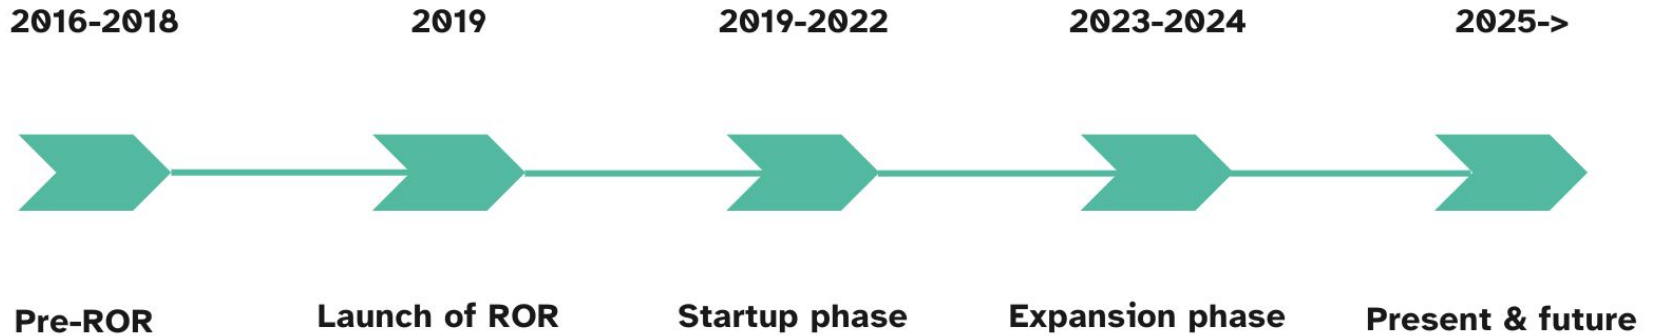 2016-2018 2019 2019-2022 2023-2024 2025->
Pre-ROR Launch of ROR Startup phase Expansion phase Present & future